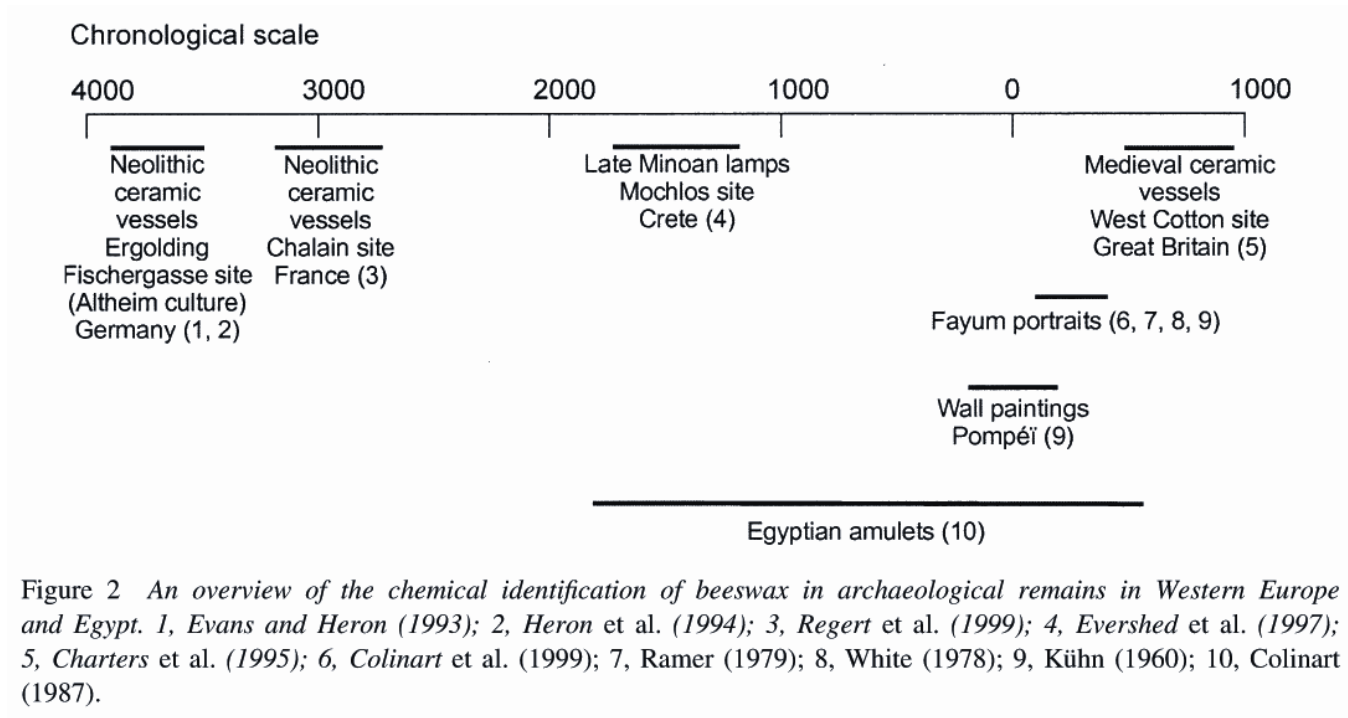 Chronological scale
4000 3000 2000 1000 0 1000
Neolithic
ceramic
vessels
Ergolding
Fischergasse site
(Altheim culture)
Germany (1, 2)
Neolithic
ceramic
vessels
Chalain site
France (3)
Late Minoan lamps
Mochlos site
Crete (4)
Medieval ceramic
vessels
West Cotton site
Great Britain (5)
Fayum portraits (6, 7, 8, 9)
Wall paintings
Pompéï (9)
Egyptian amulets (10)
Figure 2 An overview of the chemical identification of beeswax in archaeological remains in Western Europe
and Egypt. 1, Evans and Heron (1993); 2, Heron et al. (1994); 3, Regert et al. (1999); 4, Evershed et al. (1997);
5, Charters et al. (1995); 6, Colinart et al. (1999); 7, Ramer (1979); 8, White (1978); 9, Kühn (1960); 10, Colinart
(1987).